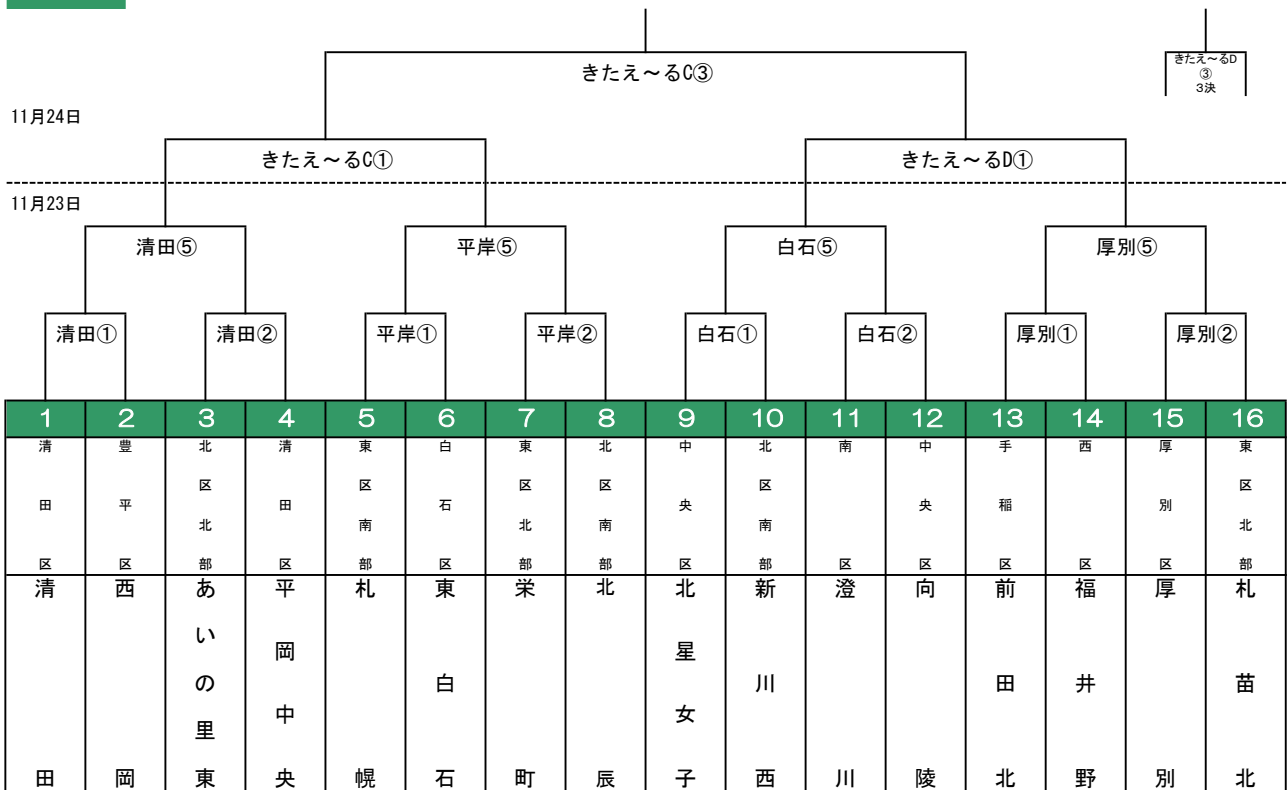 きたえ～るC③
きたえ～るD
③
3決
11月24日
きたえ～るC① きたえ～るD①
11月23日
清田⑤ 平岸⑤ 白石⑤ 厚別⑤
清田① 清田② 平岸① 平岸② 白石① 白石② 厚別① 厚別②
1 2 3 4 5 6 7 8 9 10 11 12 13 14 15 16
清田区 豊平区 北区北部 清田区 東区南部 白石区 東区北部 北区南部 中央区 北区南部 南区 中央区 手稲区 西区 厚別区 東区北部
清田 西岡 あいの里東 平岡中央 札幌 東白石 栄町 北辰 北星女子 新川西 澄川 向陵 前田北 福井野 厚別 札苗北